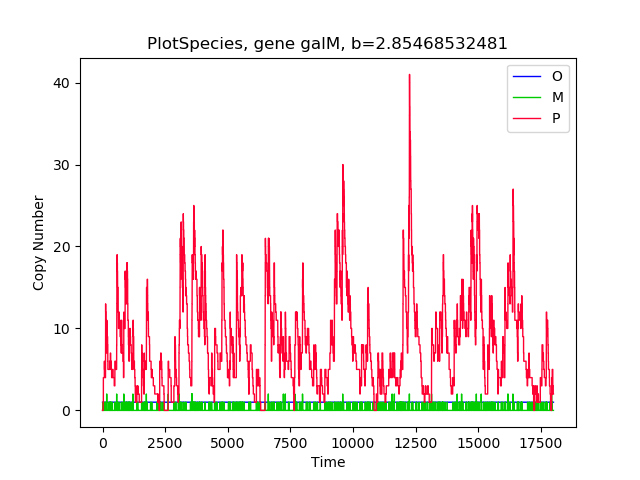 PlotSpecies, gene galM, b=2.85468532481
O
M
P
40
30
20
10
0
Copy Number
0 2500 5000 7500 10000 12500 15000 17500
Time